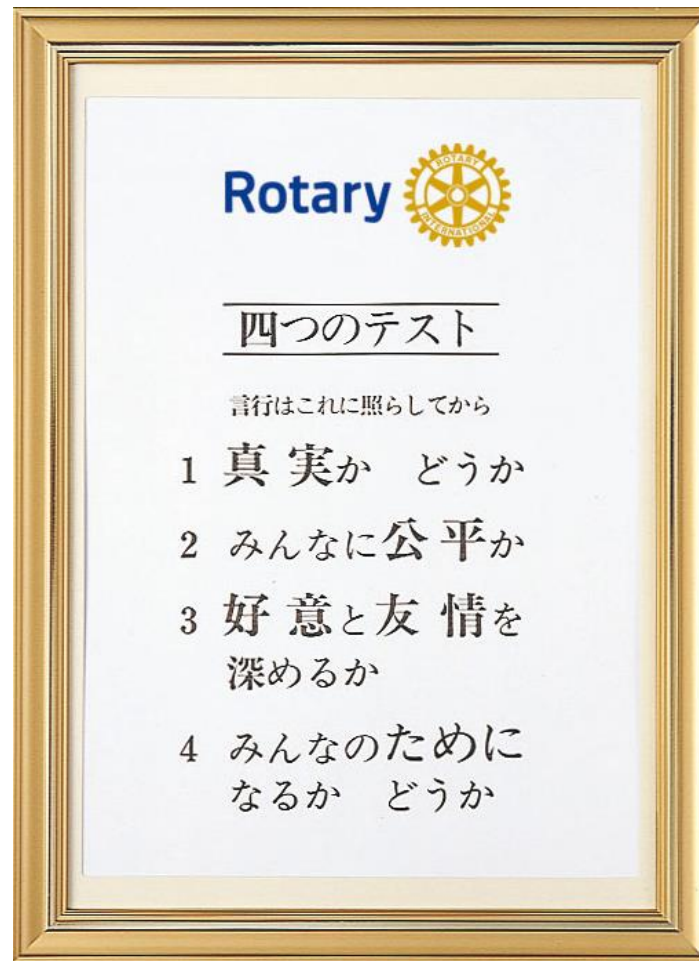 Rotary
ROTARY
INTERNATIONAL
四つのテスト
言行はこれに照らしてから
1 真実か どうか
2 みんなに公平か
3 好意と友情を
深めるか
4 みんなのために
なるか どうか